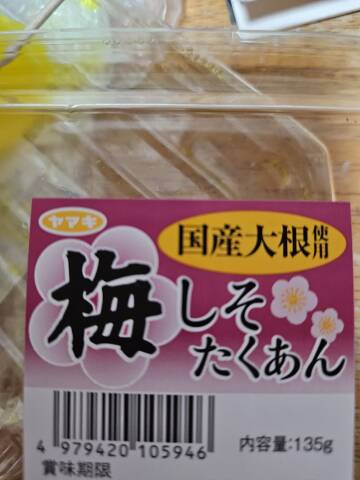 ヤマキ
国産大根使用
梅しそ
たくあん
4 979420 105946
内容量:135g
賞味期限